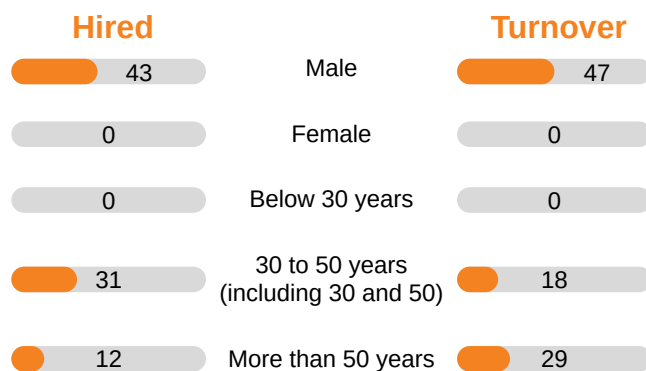 Hired Turnover
43 Male 47
0 Female 0
0 Below 30 years 0
31 30 to 50 years
(including 30 and 50) 18
12 More than 50 years 29